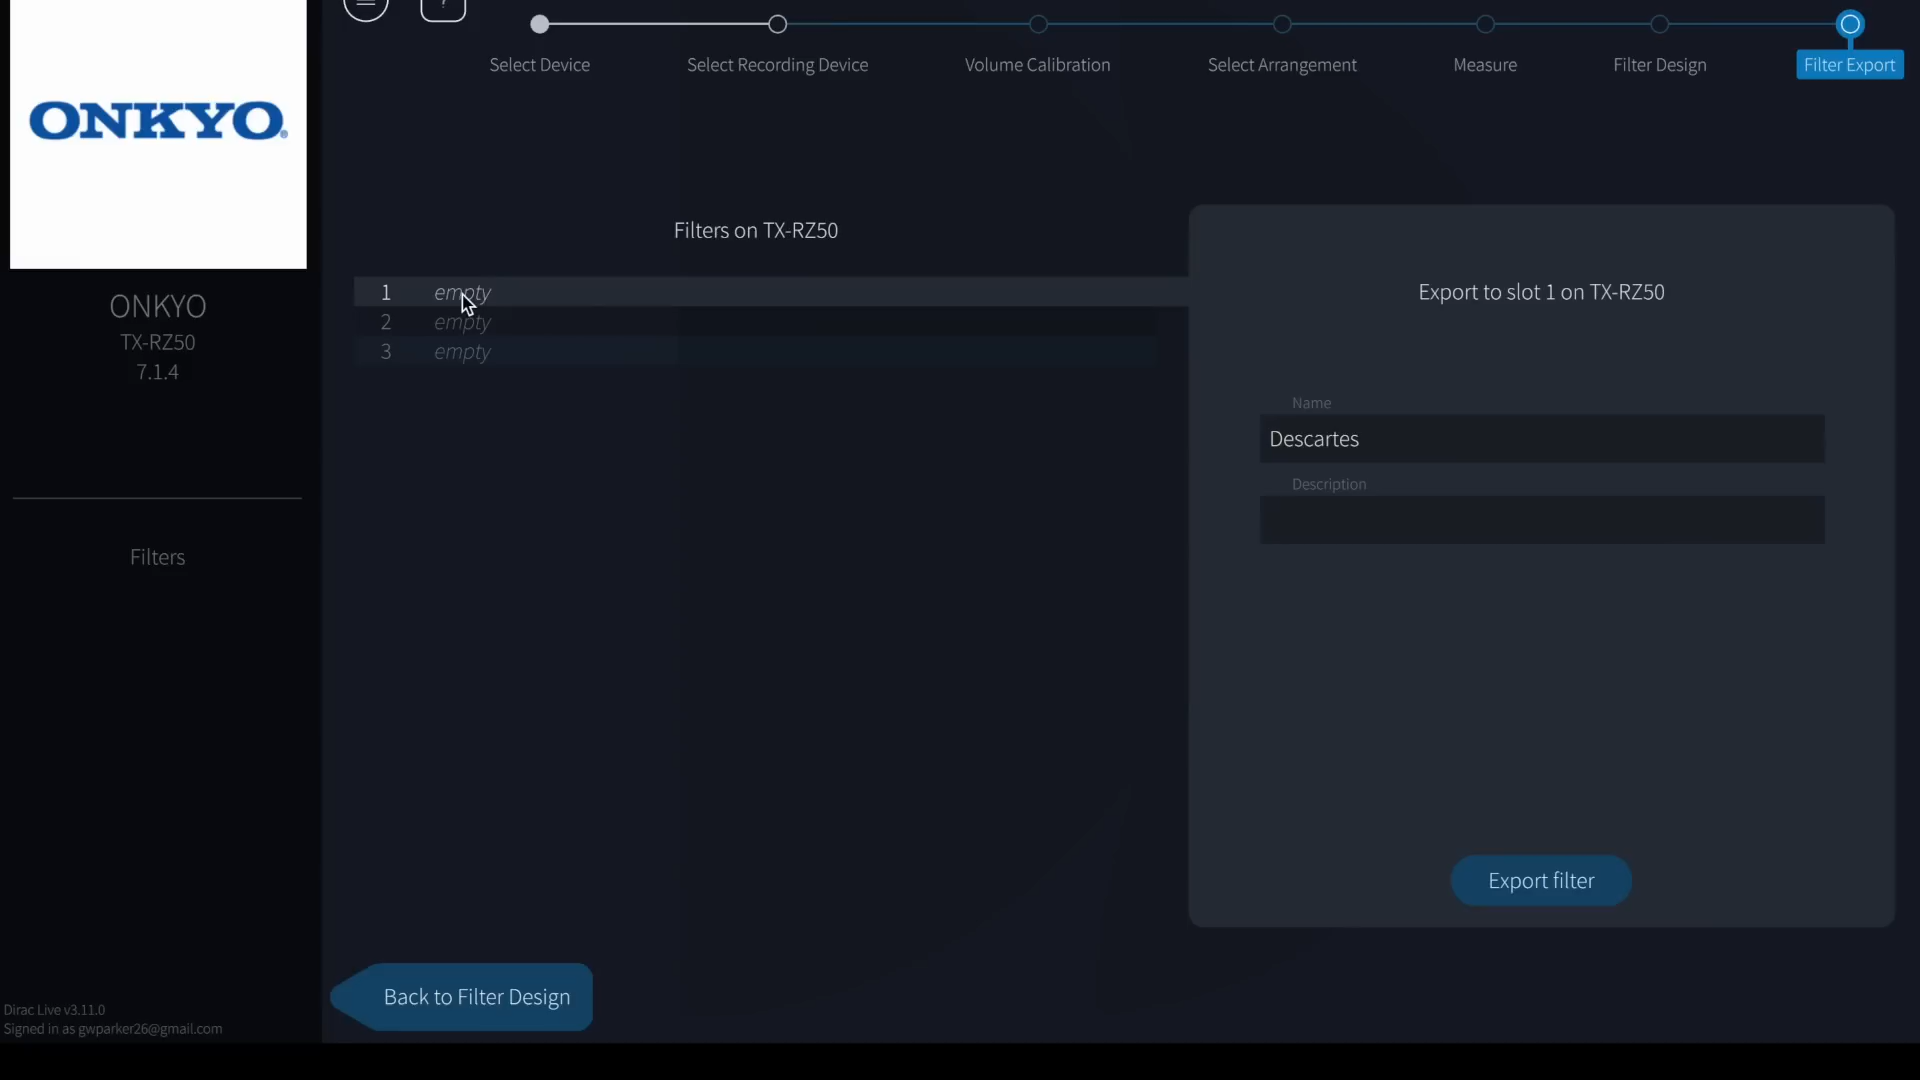 ?
Select Device
Select Recording Device
Volume Calibration
Select Arrangement
Measure
Filter Design
Filter Export
ONKYO®
ONKYO
TX-RZ50
7.1.4
Filters
Filters on TX-RZ50
1 empty
2 empty
3 empty
Export to slot 1 on TX-RZ50
Name
Descartes
Description
Export filter
Back to Filter Design
Dirac Live v3.11.0
Signed in as gwparker26@gmail.com